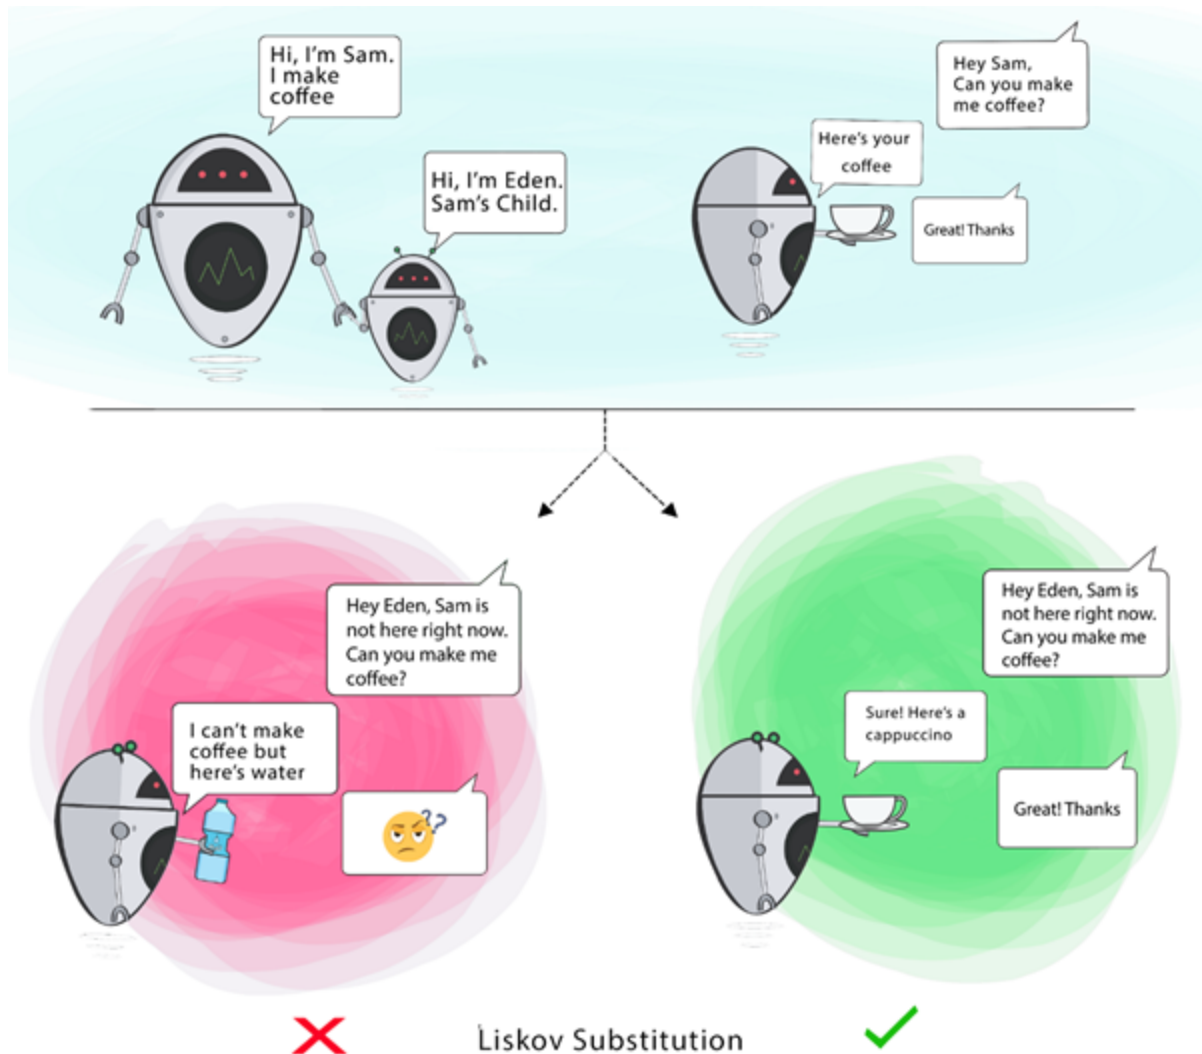 Hi, I'm Sam.
I make
coffee
Hi, I'm Eden.
Sam's Child.
Hey Sam,
Can you make
me coffee?
Here's your
coffee
Great! Thanks
Hey Eden, Sam is
not here right now.
Can you make me
coffee?
I can't make
coffee but
here's water
??
Hey Eden, Sam is
not here right now.
Can you make me
coffee?
Sure! Here's a
cappuccino
Great! Thanks
Liskov Substitution